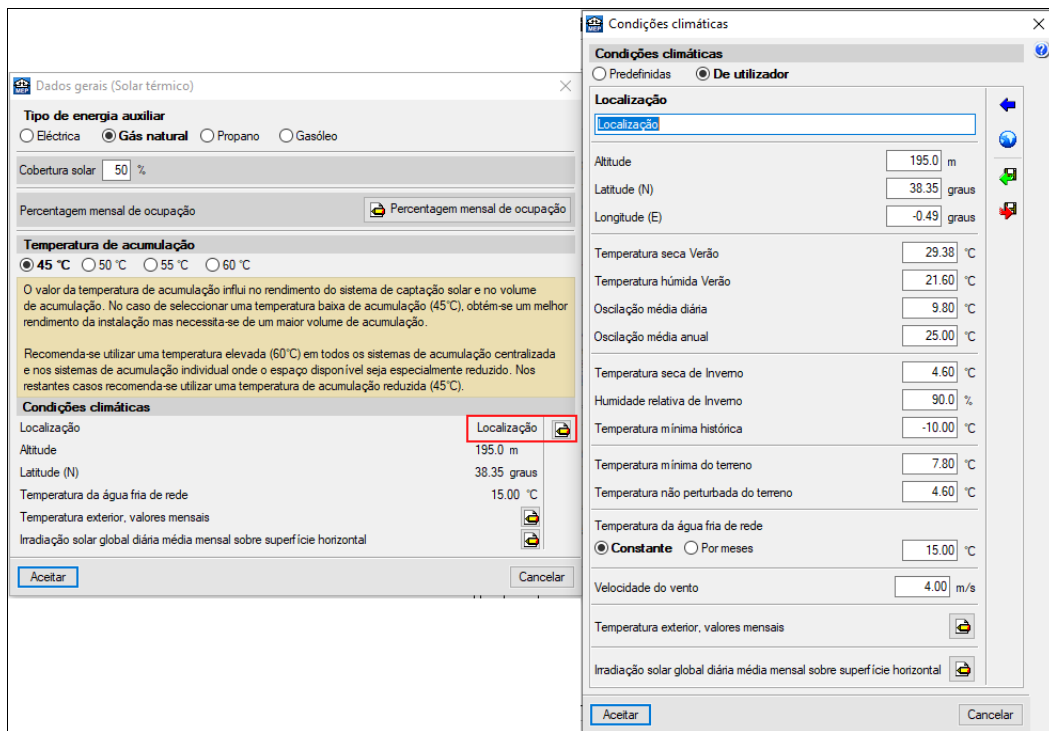 Dados gerais (Solar térmico)
Tipo de energia auxiliar
Eléctrica Gás natural Propano Gasóleo
Cobertura solar 50 %
Percentagem mensal de ocupação Percentagem mensal de ocupação
Temperatura de acumulação
45 °C 50 °C 55 °C 60 °C
O valor da temperatura de acumulação influi no rendimento do sistema de captação solar e no volume
de acumulação. No caso de seleccionar uma temperatura baixa de acumulação (45°C), obtém-se um melhor
rendimento da instalação mas necessita-se de um maior volume de acumulação.
Recomenda-se utilizar uma temperatura elevada (60°C) em todos os sistemas de acumulação centralizada
e nos sistemas de acumulação individual onde o espaço disponível seja especialmente reduzido. Nos
restantes casos recomenda-se utilizar uma temperatura de acumulação reduzida (45°C).
Condições climáticas
Localização Localização
Altitude 195.0 m
Latitude (N) 38.35 graus
Temperatura da água fria de rede 15.00 °C
Temperatura exterior, valores mensais
Irradiação solar global diária média mensal sobre superfície horizontal
Aceitar Cancelar
Condições climáticas
Condições climáticas
Predefinidas De utilizador
Localização
Localização
Altitude 195.0 m
Latitude (N) 38.35 graus
Longitude (E) -0.49 graus
Temperatura seca Verão 29.38 °C
Temperatura húmida Verão 21.60 °C
Oscilação média diária 9.80 °C
Oscilação média anual 25.00 °C
Temperatura seca de Inverno 4.60 °C
Humidade relativa de Inverno 90.0 %
Temperatura mínima histórica -10.00 °C
Temperatura mínima do terreno 7.80 °C
Temperatura não perturbada do terreno 4.60 °C
Temperatura da água fria de rede
Constante Por meses 15.00 °C
Velocidade do vento 4.00 m/s
Temperatura exterior, valores mensais
Irradiação solar global diária média mensal sobre superfície horizontal
Aceitar Cancelar